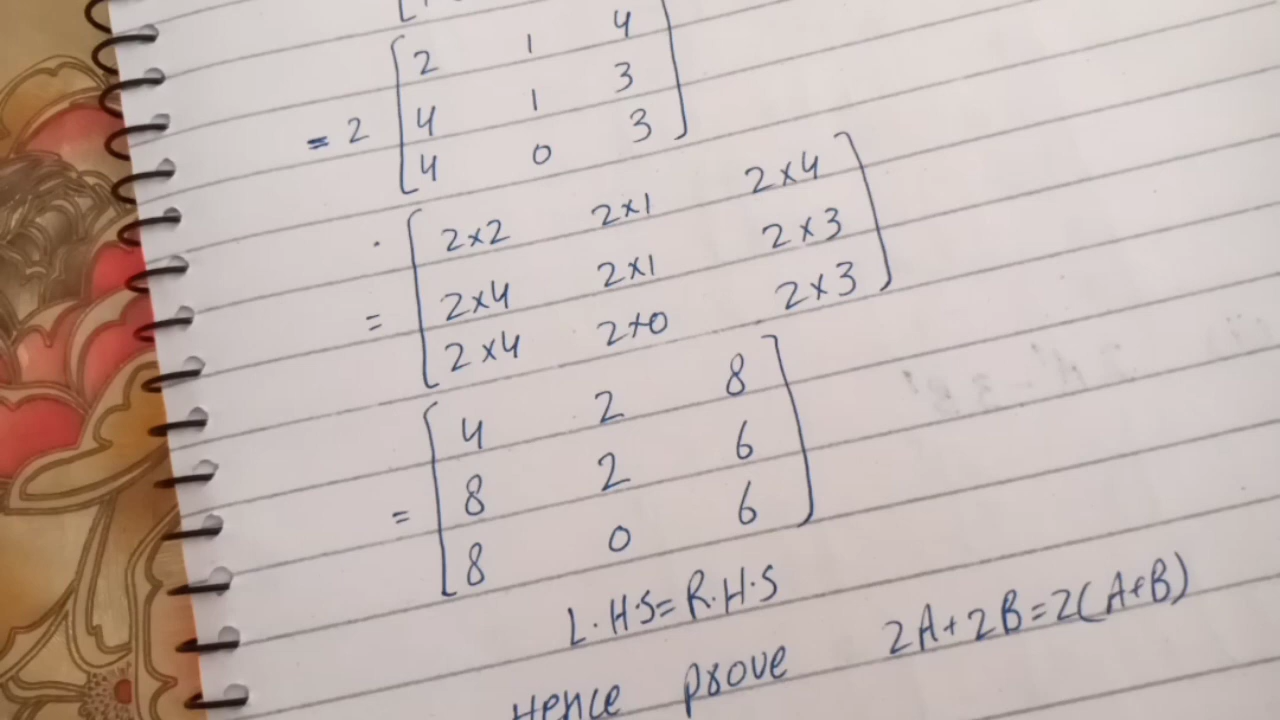 2 1 4
= 2 4 1 3
4 0 3
2×2 2×1 2×4
= 2×4 2×1 2×3
2×4 2×0 2×3
4 2 8
= 8 2 6
8 0 6
L.H.S=R.H.S
Hence prove 2A+2B=2(A+B)